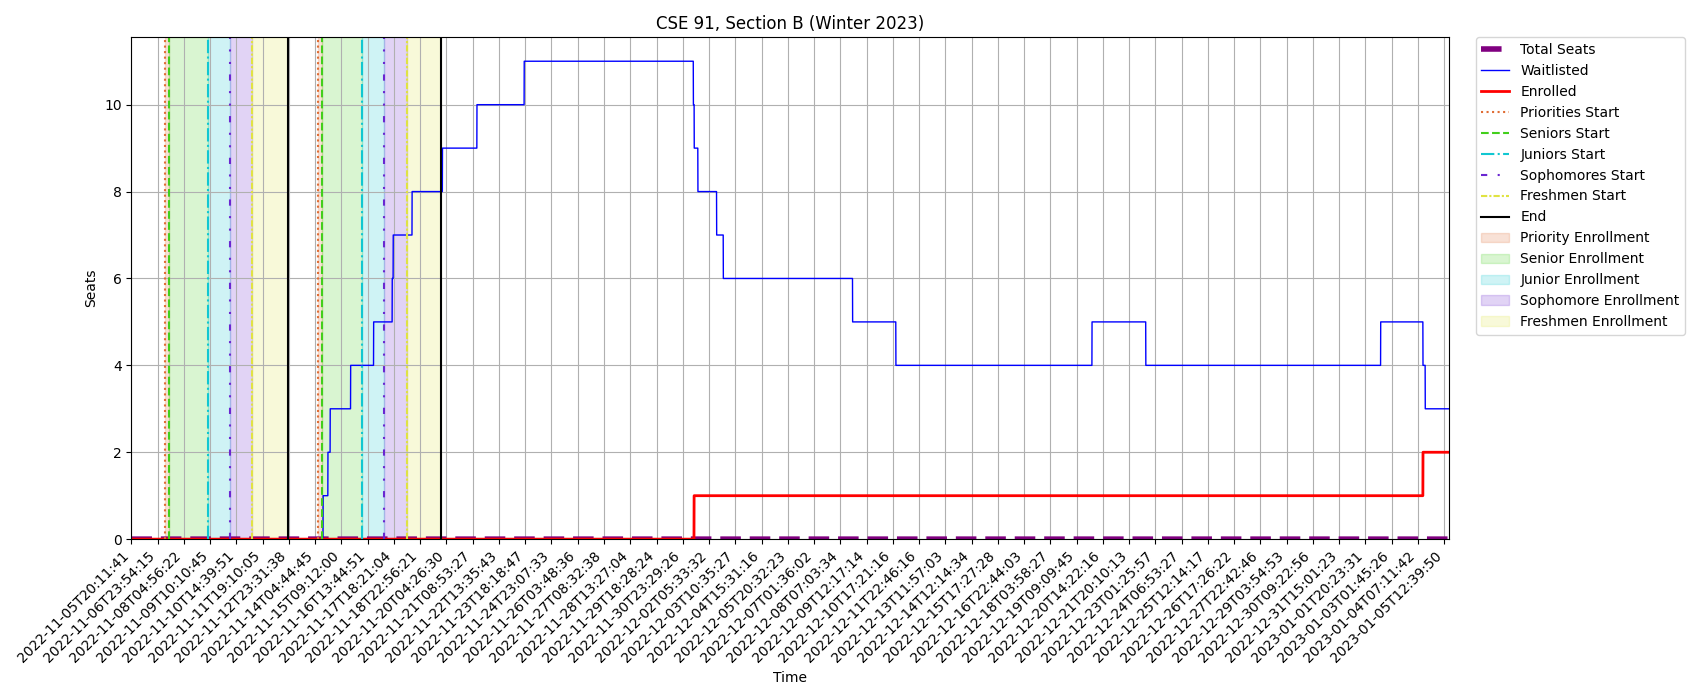 CSE 91, Section B (Winter 2023)
Seats
10
8
6
4
2
0
2022-11-05T20:11:41
2022-11-06T23:54:15
2022-11-08T04:56:22
2022-11-09T10:10:45
2022-11-10T14:39:51
2022-11-11T19:10:05
2022-11-12T23:31:38
2022-11-14T04:44:45
2022-11-15T09:12:00
2022-11-16T13:44:51
2022-11-17T18:21:04
2022-11-18T22:56:21
2022-11-20T04:26:30
2022-11-21T08:53:27
2022-11-22T13:35:43
2022-11-23T18:18:47
2022-11-24T23:07:33
2022-11-26T03:48:36
2022-11-27T08:32:38
2022-11-28T13:27:04
2022-11-29T18:28:24
2022-11-30T23:29:26
2022-12-02T05:33:32
2022-12-03T10:35:27
2022-12-04T15:31:16
2022-12-05T20:32:23
2022-12-07T01:36:02
2022-12-08T07:03:34
2022-12-09T12:17:14
2022-12-10T17:21:16
2022-12-11T22:46:16
2022-12-13T11:57:03
2022-12-14T12:14:34
2022-12-15T17:27:28
2022-12-16T22:44:03
2022-12-18T03:58:27
2022-12-19T09:09:45
2022-12-20T14:22:16
2022-12-21T20:10:13
2022-12-23T01:25:57
2022-12-24T06:53:27
2022-12-25T12:14:17
2022-12-26T17:26:22
2022-12-27T22:42:46
2022-12-29T03:54:53
2022-12-30T09:22:56
2022-12-31T15:01:23
2023-01-01T20:23:31
2023-01-03T01:45:26
2023-01-04T07:11:42
2023-01-05T12:39:50
Time
Total Seats
Waitlisted
Enrolled
Priorities Start
Seniors Start
Juniors Start
Sophomores Start
Freshmen Start
End
Priority Enrollment
Senior Enrollment
Junior Enrollment
Sophomore Enrollment
Freshmen Enrollment